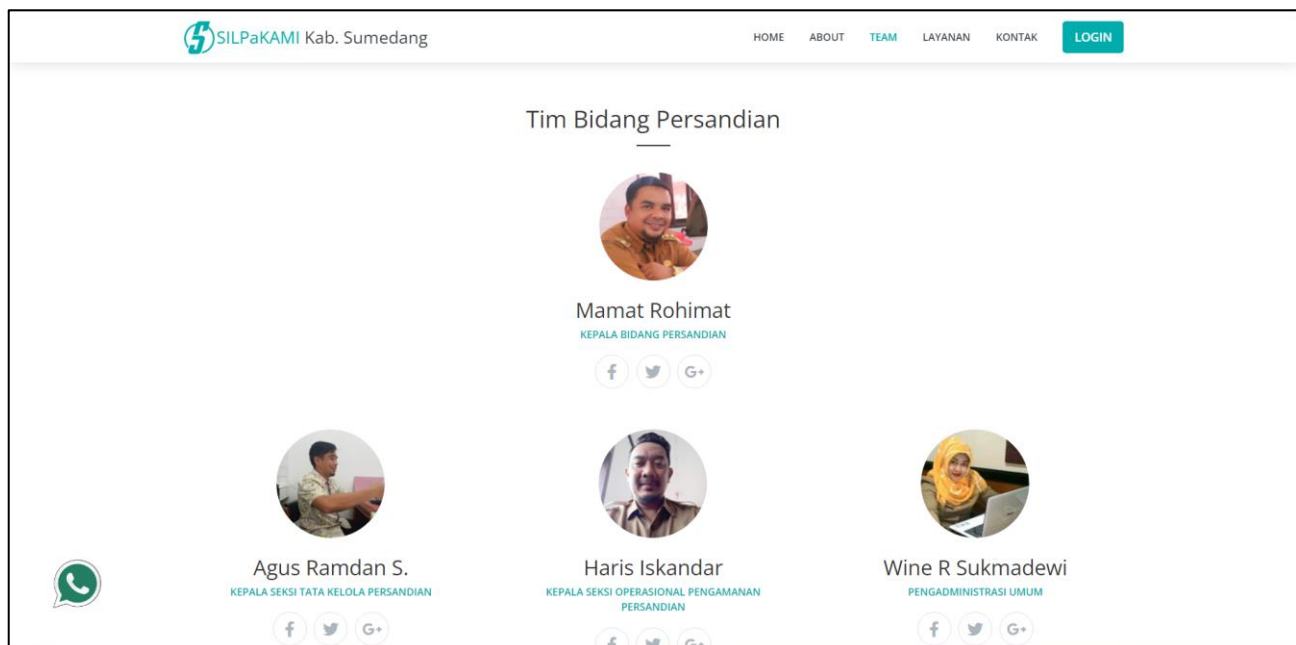 SILPaKAMI Kab. Sumedang
HOME ABOUT TEAM LAYANAN KONTAK LOGIN
Tim Bidang Persandian
Mamat Rohimat
KEPALA BIDANG PERSANDIAN
G+
Agus Ramdan S.
KEPALA SEKSI TATA KELOLA PERSANDIAN
G+
Haris Iskandar
KEPALA SEKSI OPERASIONAL PENGAMANAN
PERSANDIAN
G+
Wine R Sukmadewi
PENGADMINISTRASI UMUM
G+